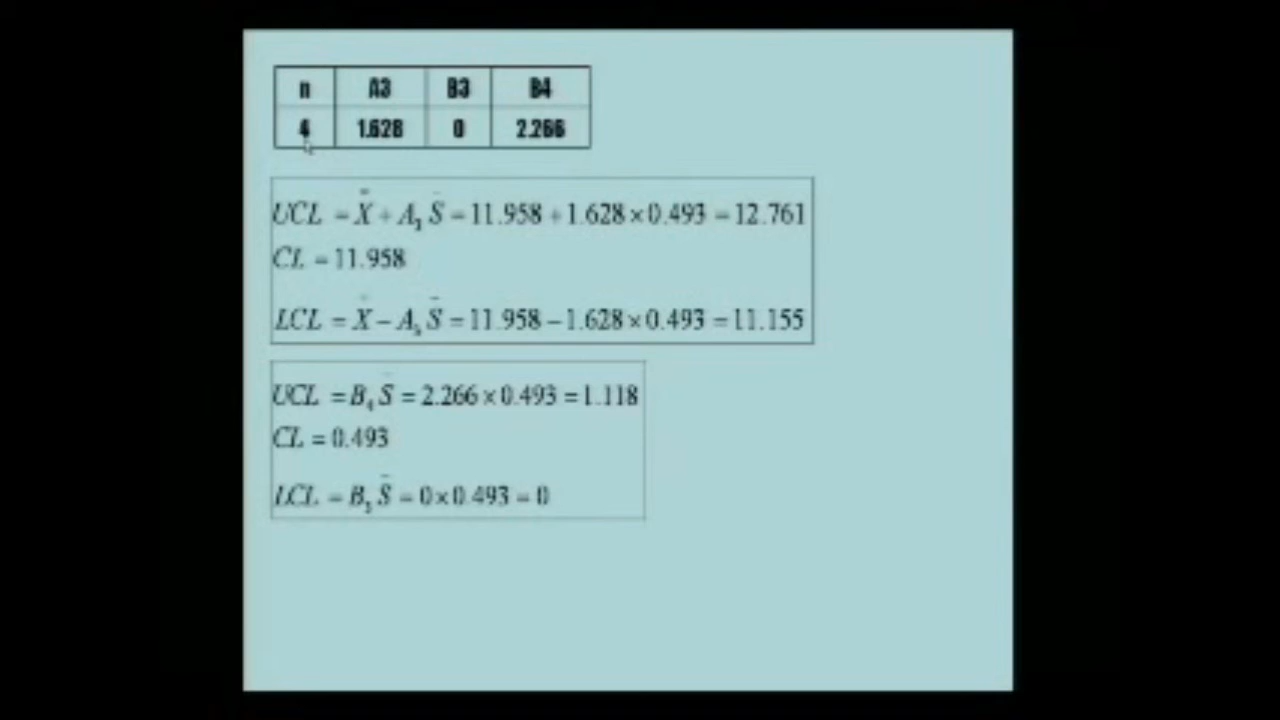 n A3 B3 B4
4 1.628 0 2.266
UCL = X̿ + A₃ S̄ = 11.958 + 1.628 × 0.493 = 12.761
CL = 11.958
LCL = X̿ − A₃ S̄ = 11.958 − 1.628 × 0.493 = 11.155
UCL = B₄ S̄ = 2.266 × 0.493 = 1.118
CL = 0.493
LCL = B₃ S̄ = 0 × 0.493 = 0